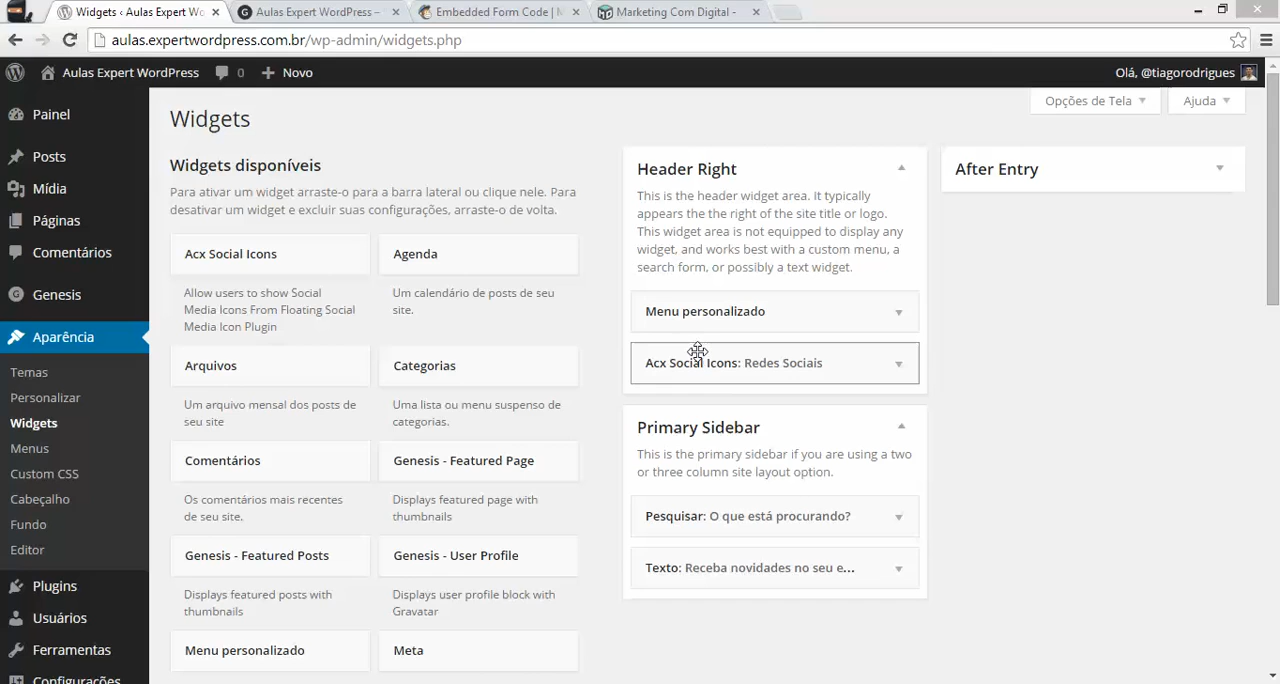 Widgets ‹ Aulas Expert Wo
Aulas Expert WordPress –
Embedded Form Code | M
Marketing Com Digital -
aulas.expertwordpress.com.br/wp-admin/widgets.php
Aulas Expert WordPress 0 Novo Olá, @tiagorodrigues
Opções de Tela Ajuda
Painel
Posts
Mídia
Páginas
Comentários
Genesis
Aparência
Temas
Personalizar
Widgets
Menus
Custom CSS
Cabeçalho
Fundo
Editor
Plugins
Usuários
Ferramentas
Configurações
Widgets
Widgets disponíveis
Para ativar um widget arraste-o para a barra lateral ou clique nele. Para
desativar um widget e excluir suas configurações, arraste-o de volta.
Acx Social Icons
Allow users to show Social
Media Icons From Floating Social
Media Icon Plugin
Agenda
Um calendário de posts de seu
site.
Arquivos
Um arquivo mensal dos posts de
seu site
Categorias
Uma lista ou menu suspenso de
categorias.
Comentários
Os comentários mais recentes
de seu site.
Genesis - Featured Page
Displays featured page with
thumbnails
Genesis - Featured Posts
Displays featured posts with
thumbnails
Genesis - User Profile
Displays user profile block with
Gravatar
Menu personalizado
Meta
Header Right
This is the header widget area. It typically
appears the the right of the site title or logo.
This widget area is not equipped to display any
widget, and works best with a custom menu, a
search form, or possibly a text widget.
Menu personalizado
Acx Social Icons: Redes Sociais
Primary Sidebar
This is the primary sidebar if you are using a two
or three column site layout option.
Pesquisar: O que está procurando?
Texto: Receba novidades no seu e...
After Entry